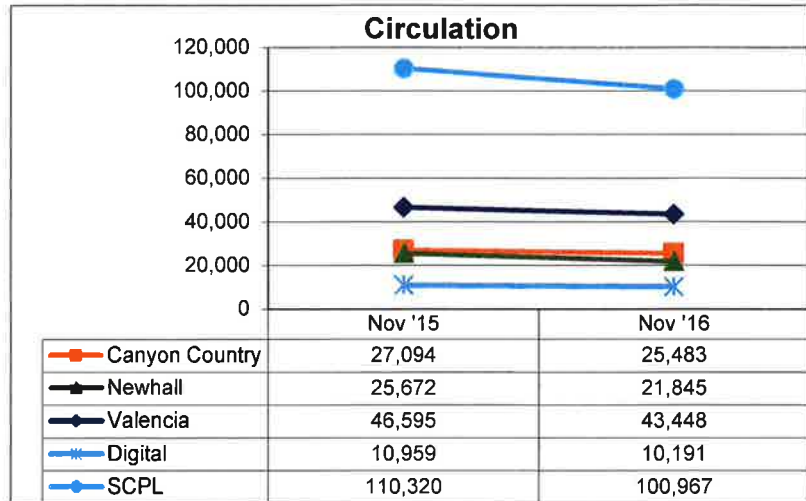 Circulation
120,000
100,000
80,000
60,000
40,000
20,000
0
Nov '15 Nov '16
Canyon Country 27,094 25,483
Newhall 25,672 21,845
Valencia 46,595 43,448
Digital 10,959 10,191
SCPL 110,320 100,967